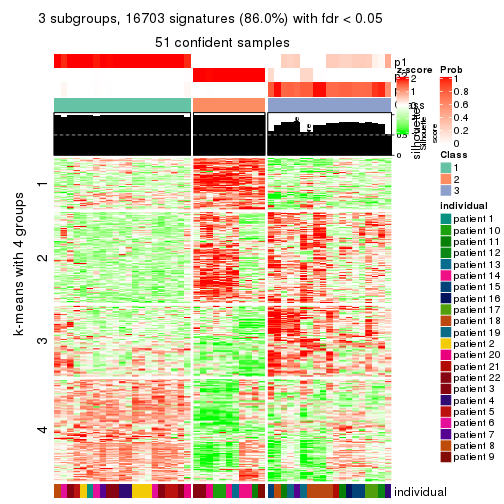 3 subgroups, 16703 signatures (86.0%) with fdr < 0.05
51 confident samples
p1
z-score
2
1
0
Prob
1
0.8
0.6
0.4
0.2
0
0.5
0
silhouette
Silhouette
score
Class
1
2
3
k-means with 4 groups
1
2
3
4
individual
patient 1
patient 10
patient 11
patient 12
patient 13
patient 14
patient 15
patient 16
patient 17
patient 18
patient 19
patient 2
patient 20
patient 21
patient 22
patient 3
patient 4
patient 5
patient 6
patient 7
patient 8
patient 9
individual